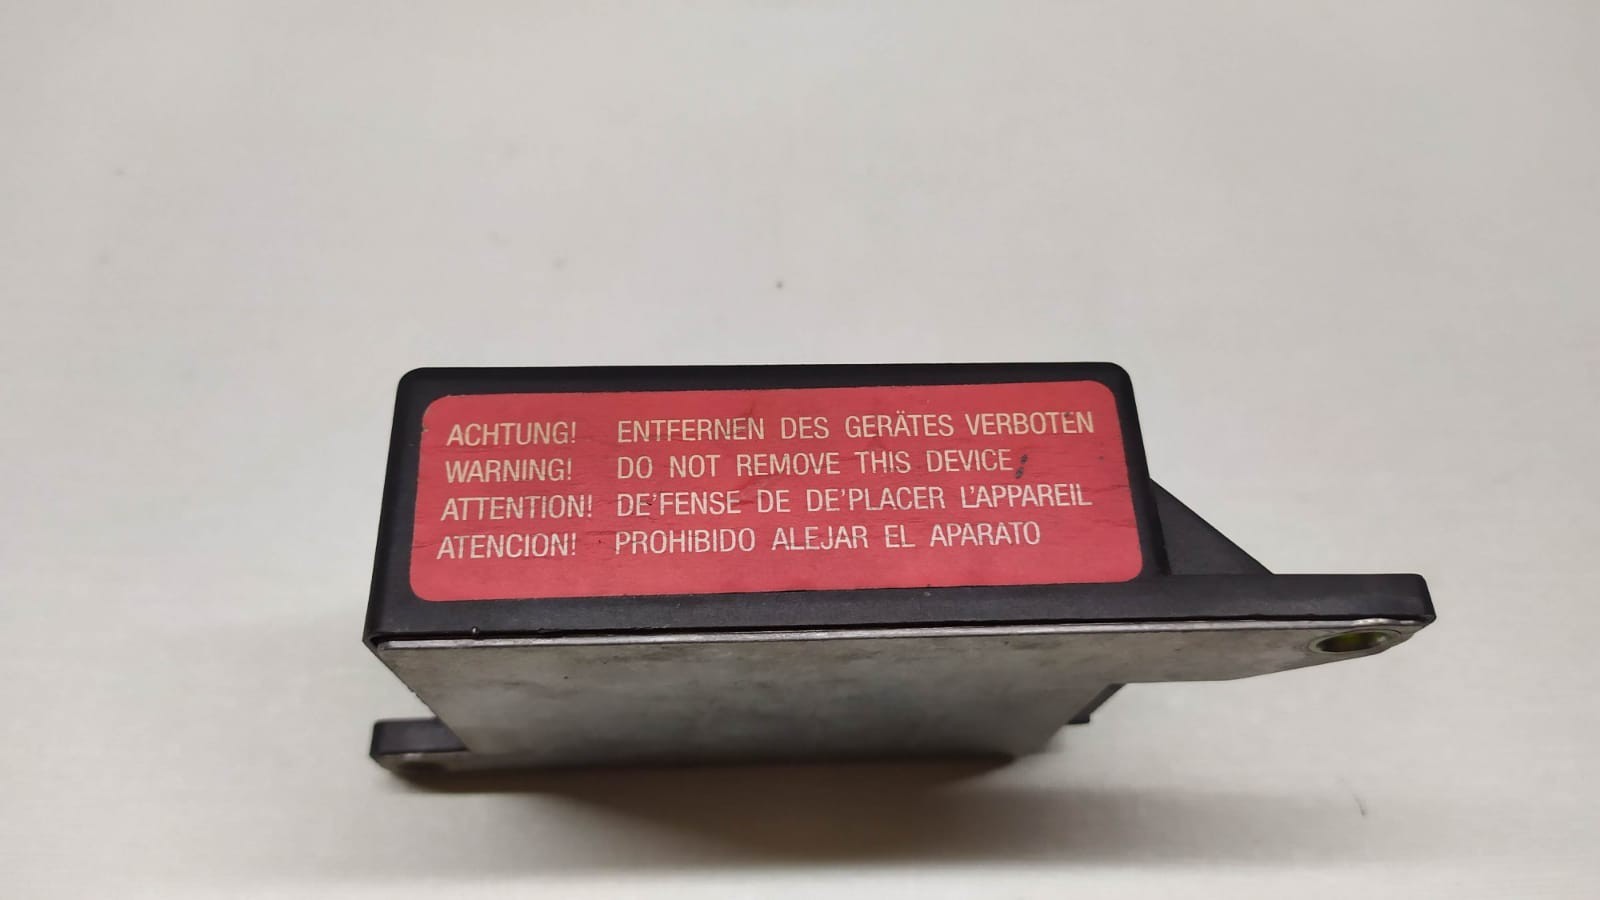 ACHTUNG! ENTFERNEN DES GERÄTES VERBOTEN
WARNING! DO NOT REMOVE THIS DEVICE
ATTENTION! DE'FENSE DE DE'PLACER L'APPAREIL
ATENCION! PROHIBIDO ALEJAR EL APARATO